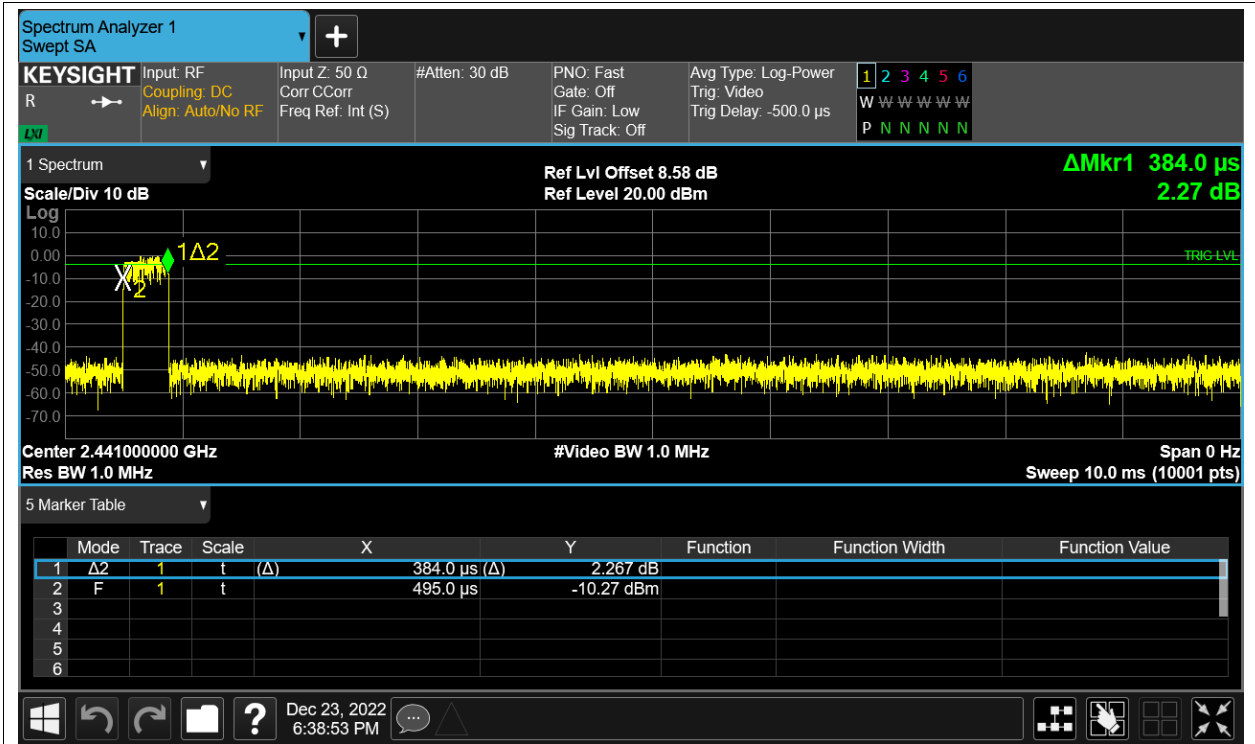 Spectrum Analyzer 1
Swept SA
KEYSIGHT
R
LXI
Input: RF
Coupling: DC
Align: Auto/No RF
Input Z: 50 Ω
Corr CCorr
Freq Ref: Int (S)
#Atten: 30 dB
PNO: Fast
Gate: Off
IF Gain: Low
Sig Track: Off
Avg Type: Log-Power
Trig: Video
Trig Delay: -500.0 µs
1 2 3 4 5 6
W W W W W W
P N N N N N
1 Spectrum
Scale/Div 10 dB
Ref Lvl Offset 8.58 dB
Ref Level 20.00 dBm
ΔMkr1 384.0 µs
2.27 dB
Log
10.0
0.00
-10.0
-20.0
-30.0
-40.0
-50.0
-60.0
-70.0
1Δ2
2
TRIG LVL
Center 2.441000000 GHz
Res BW 1.0 MHz
#Video BW 1.0 MHz
Span 0 Hz
Sweep 10.0 ms (10001 pts)
5 Marker Table
Mode Trace Scale X Y Function Function Width Function Value
1 Δ2 1 t (Δ) 384.0 µs (Δ) 2.267 dB
2 F 1 t 495.0 µs -10.27 dBm
3
4
5
6
?
Dec 23, 2022
6:38:53 PM